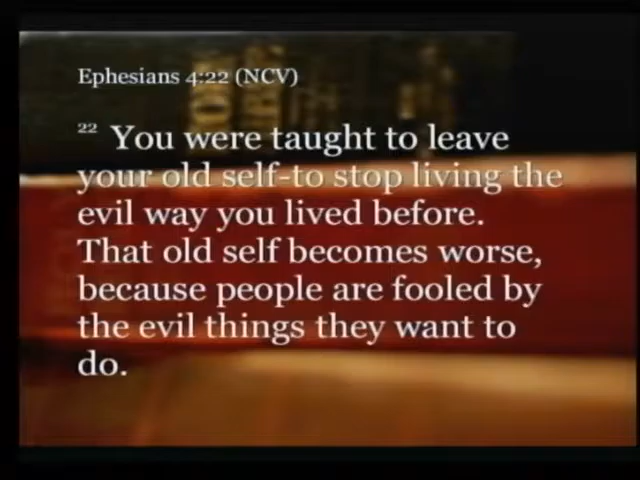 Ephesians 4:22 (NCV)
22 You were taught to leave
your old self-to stop living the
evil way you lived before.
That old self becomes worse,
because people are fooled by
the evil things they want to
do.